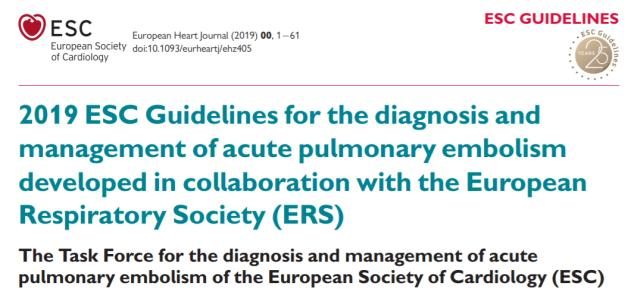 ESC
European Society
of Cardiology
European Heart Journal (2019) 00, 1–61
doi:10.1093/eurheartj/ehz405
ESC GUIDELINES
ESC Guidelines
YEARS 25
2019 ESC Guidelines for the diagnosis and
management of acute pulmonary embolism
developed in collaboration with the European
Respiratory Society (ERS)
The Task Force for the diagnosis and management of acute
pulmonary embolism of the European Society of Cardiology (ESC)